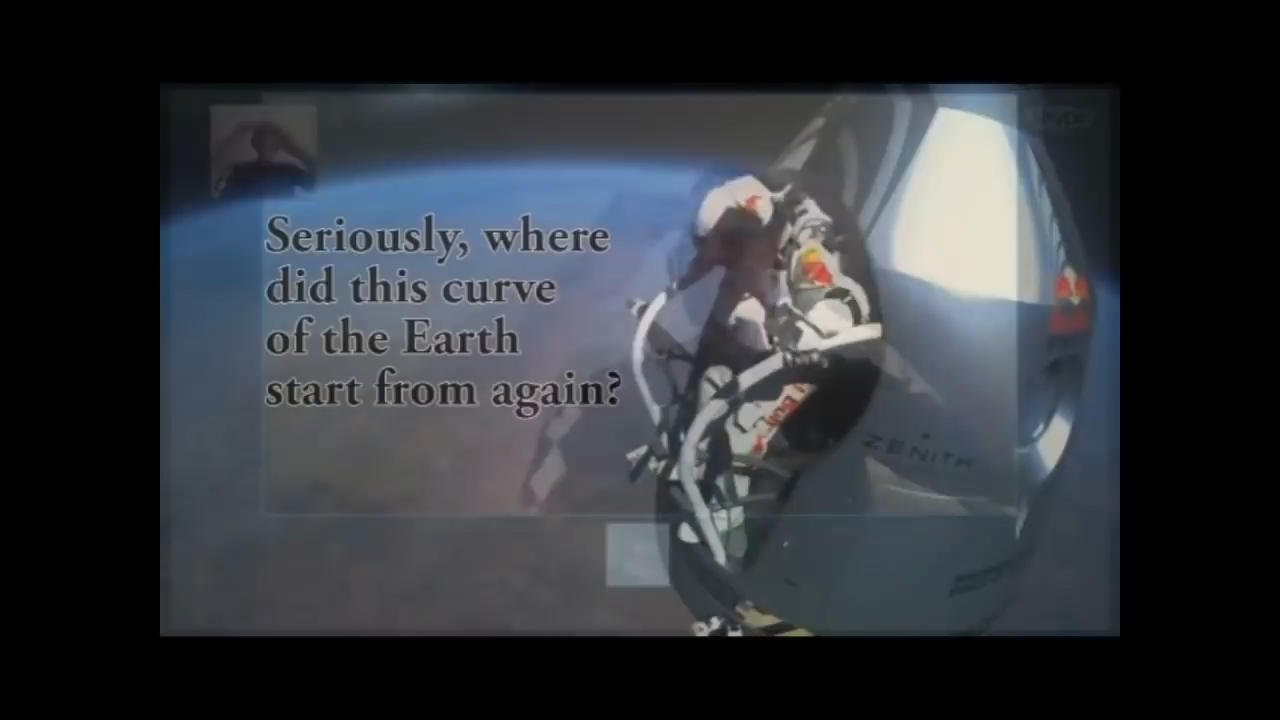 Seriously, where
did this curve
of the Earth
start from again?
ZENITH